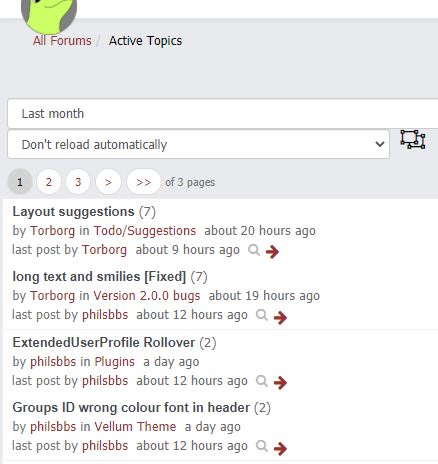 All Forums / Active Topics
Last month
Don't reload automatically
1 2 3 > >> of 3 pages
Layout suggestions (7)
by Torborg in Todo/Suggestions about 20 hours ago
last post by Torborg about 9 hours ago
long text and smilies [Fixed] (7)
by Torborg in Version 2.0.0 bugs about 19 hours ago
last post by philsbbs about 12 hours ago
ExtendedUserProfile Rollover (2)
by philsbbs in Plugins a day ago
last post by philsbbs about 12 hours ago
Groups ID wrong colour font in header (2)
by philsbbs in Vellum Theme a day ago
last post by philsbbs about 12 hours ago